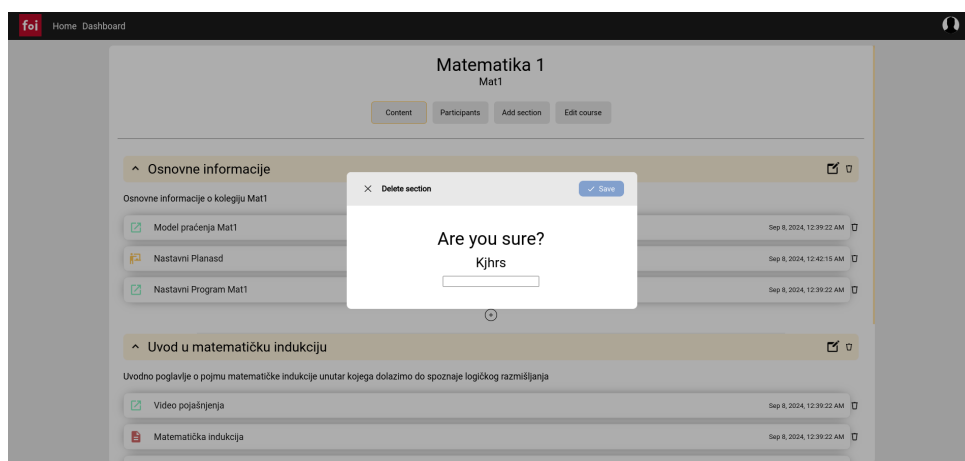 foi Home Dashboard
Matematika 1
Mat1
Content Participants Add section Edit course
Osnovne informacije
Osnovne informacije o kolegiju Mat1
Model praćenja Mat1 Sep 8, 2024, 12:39:22 AM
Nastavni Planasd Sep 8, 2024, 12:42:15 AM
Nastavni Program Mat1 Sep 8, 2024, 12:39:22 AM
Delete section Save
Are you sure?
Kjhrs
Uvod u matematičku indukciju
Uvodno poglavlje o pojmu matematičke indukcije unutar kojega dolazimo do spoznaje logičkog razmišljanja
Video pojašnjenja Sep 8, 2024, 12:39:22 AM
Matematička indukcija Sep 8, 2024, 12:39:22 AM